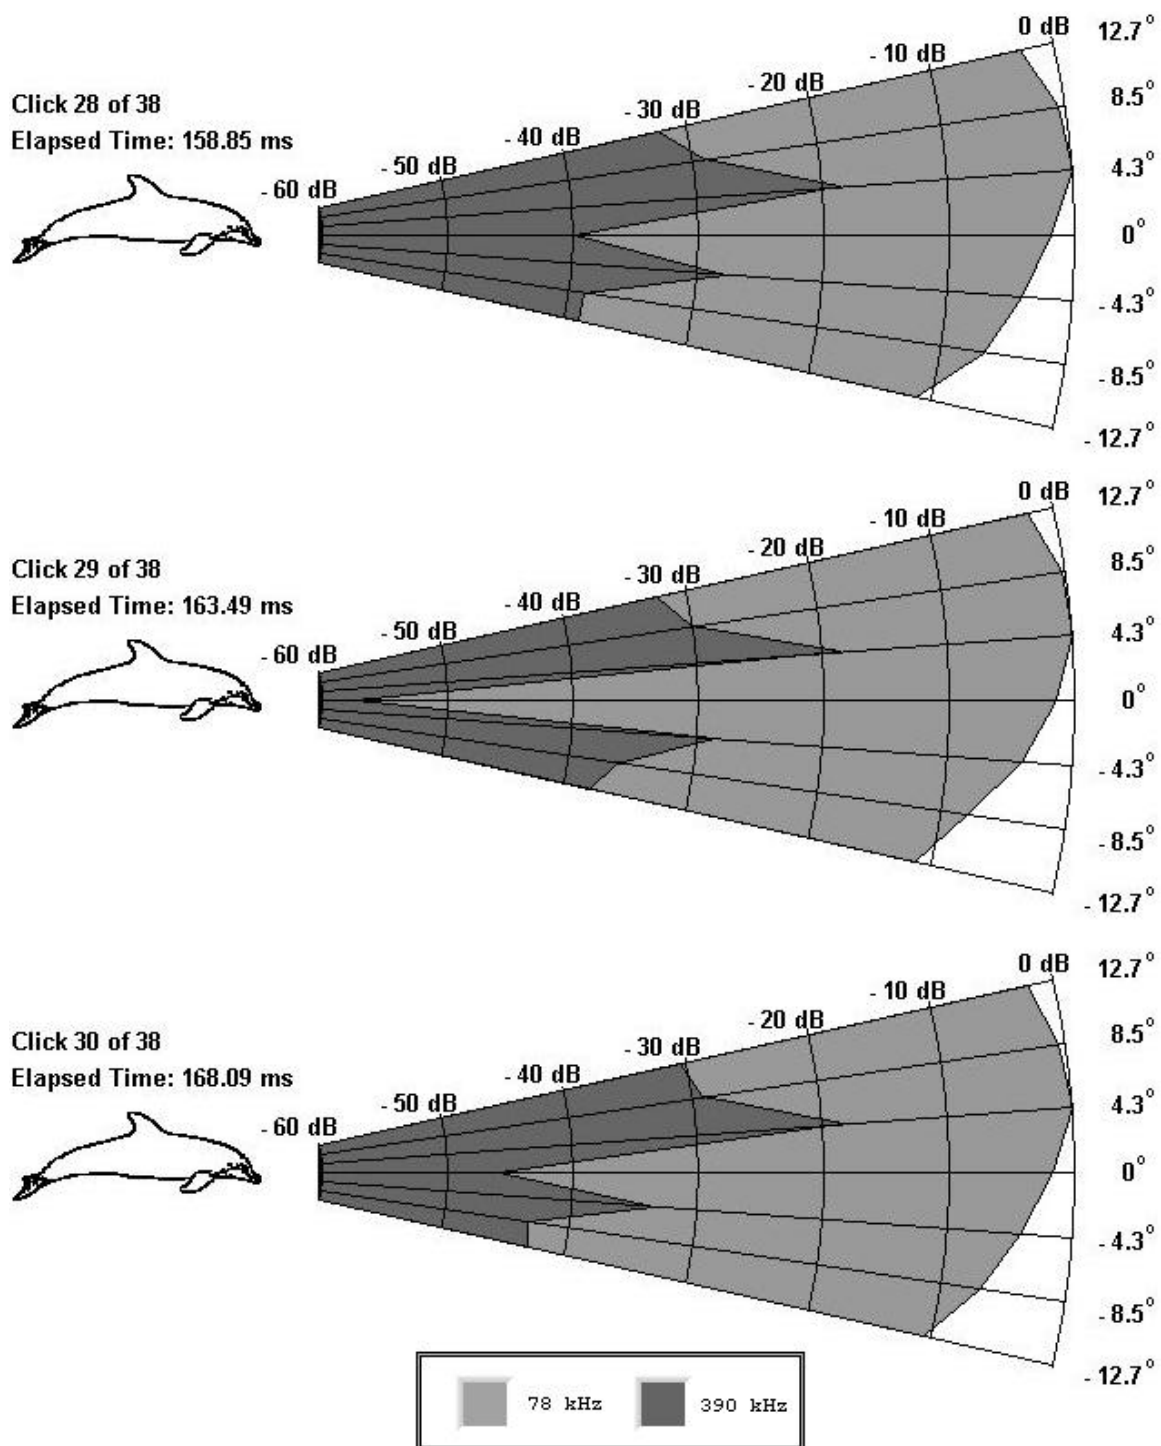 0 dB 12.7°
- 10 dB
- 20 dB 8.5°
Click 28 of 38 - 30 dB
Elapsed Time: 158.85 ms - 40 dB
- 50 dB 4.3°
- 60 dB
0°
- 4.3°
- 8.5°
- 12.7°
0 dB 12.7°
- 10 dB
- 20 dB 8.5°
Click 29 of 38 - 30 dB
Elapsed Time: 163.49 ms - 40 dB
- 50 dB 4.3°
- 60 dB
0°
- 4.3°
- 8.5°
- 12.7°
0 dB 12.7°
- 10 dB
- 20 dB 8.5°
Click 30 of 38 - 30 dB
Elapsed Time: 168.09 ms - 40 dB
- 50 dB 4.3°
- 60 dB
0°
- 4.3°
- 8.5°
- 12.7°
78 kHz 390 kHz